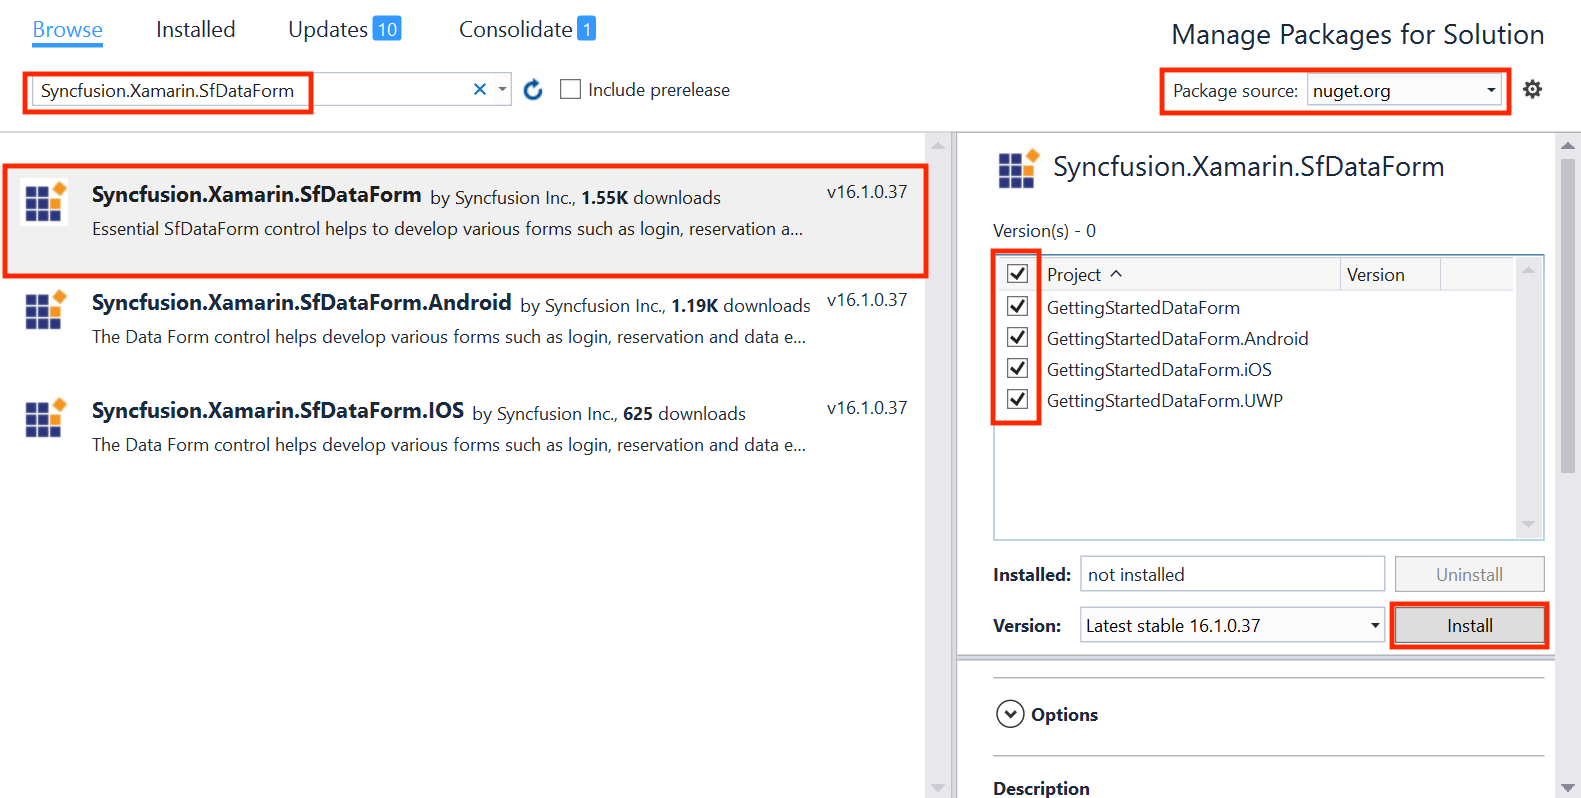 Browse Installed Updates 10 Consolidate 1
Manage Packages for Solution
Syncfusion.Xamarin.SfDataForm Include prerelease
Package source: nuget.org
Syncfusion.Xamarin.SfDataForm by Syncfusion Inc., 1.55K downloads v16.1.0.37
Essential SfDataForm control helps to develop various forms such as login, reservation a...
Syncfusion.Xamarin.SfDataForm.Android by Syncfusion Inc., 1.19K downloads v16.1.0.37
The Data Form control helps develop various forms such as login, reservation and data e...
Syncfusion.Xamarin.SfDataForm.IOS by Syncfusion Inc., 625 downloads v16.1.0.37
The Data Form control helps develop various forms such as login, reservation and data e...
Syncfusion.Xamarin.SfDataForm
Version(s) - 0
Project Version
GettingStartedDataForm
GettingStartedDataForm.Android
GettingStartedDataForm.iOS
GettingStartedDataForm.UWP
Installed: not installed Uninstall
Version: Latest stable 16.1.0.37 Install
Options
Description